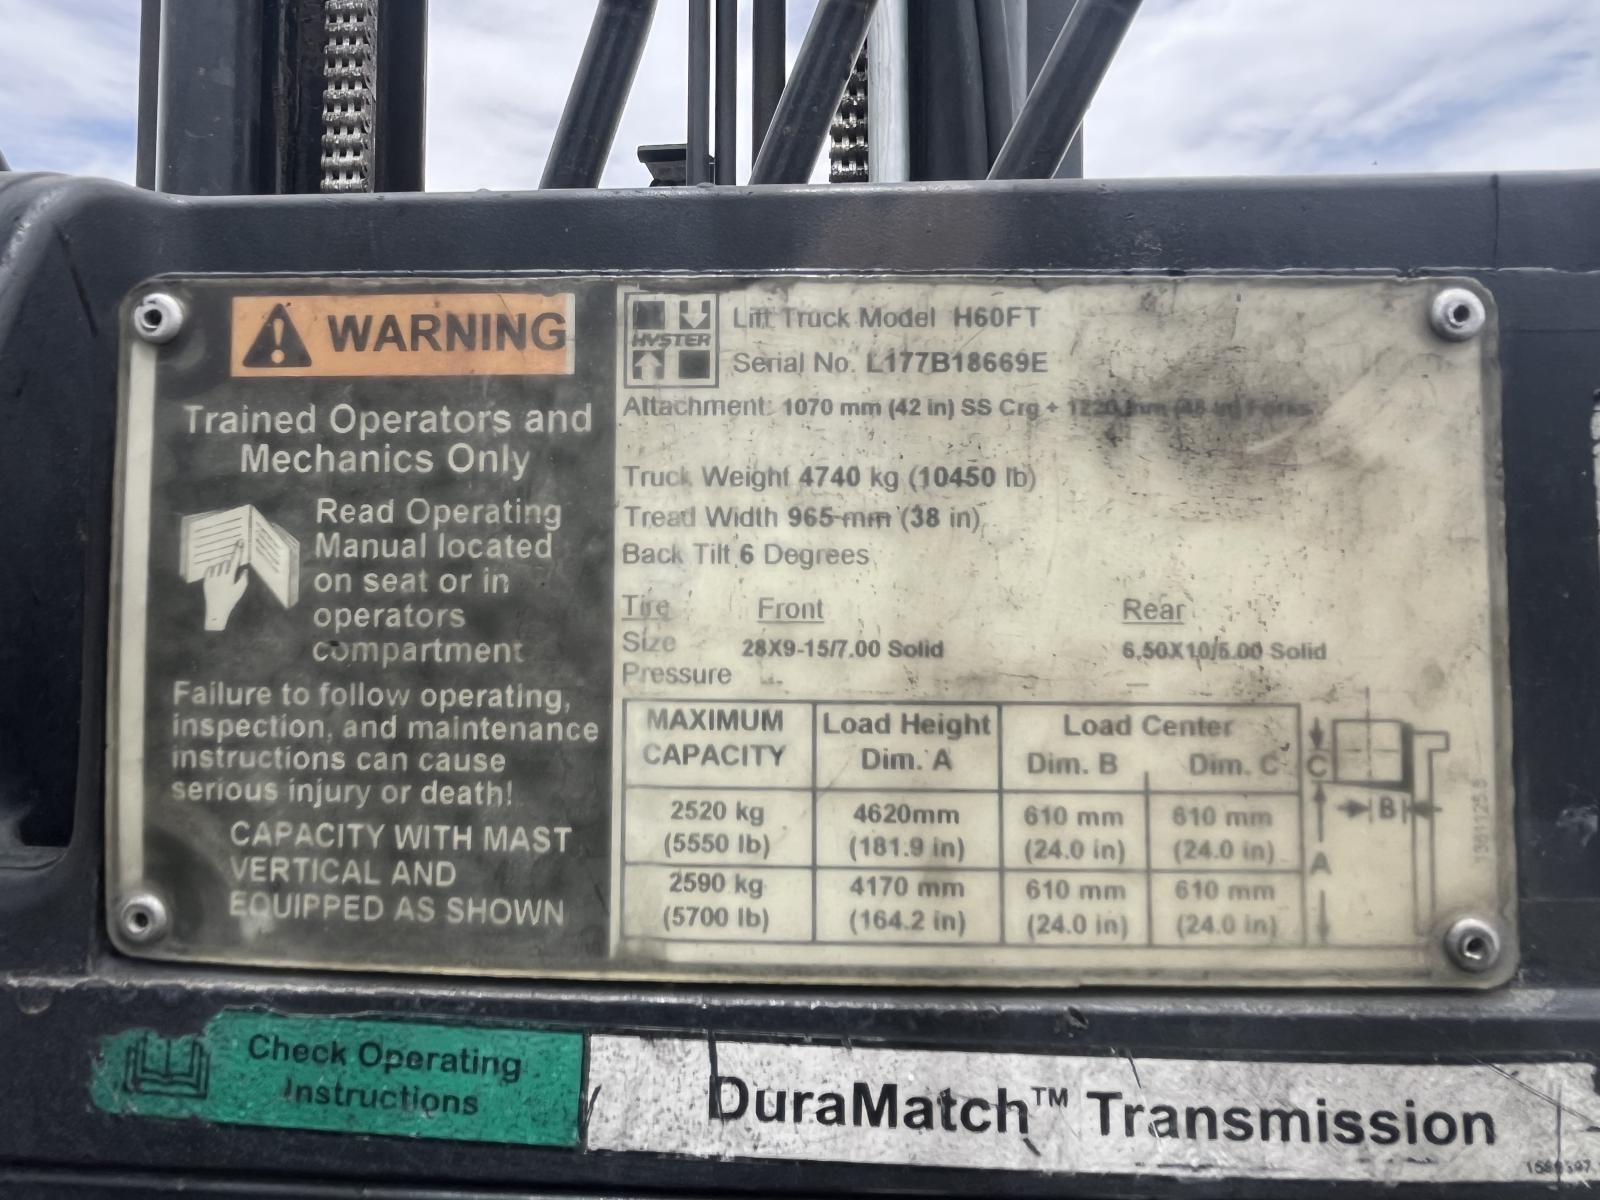 WARNING
Trained Operators and
Mechanics Only
Read Operating
Manual located
on seat or in
operators
compartment
Failure to follow operating,
inspection, and maintenance
instructions can cause
serious injury or death!
CAPACITY WITH MAST
VERTICAL AND
EQUIPPED AS SHOWN
HYSTER
Lift Truck Model H60FT
Serial No. L177B18669E
Attachment: 1070 mm (42 in) SS Crg + 1220 mm (48 in) Forks
Truck Weight 4740 kg (10450 lb)
Tread Width 965 mm (38 in)
Back Tilt 6 Degrees
Tire Front Rear
Size 28X9-15/7.00 Solid 6.50X10/5.00 Solid
Pressure
MAXIMUM CAPACITY Load Height Dim. A Load Center Dim. B Dim. C
2520 kg 4620mm 610 mm 610 mm
(5550 lb) (181.9 in) (24.0 in) (24.0 in)
2590 kg 4170 mm 610 mm 610 mm
(5700 lb) (164.2 in) (24.0 in) (24.0 in)
C
B
A
Check Operating
Instructions
DuraMatch™ Transmission